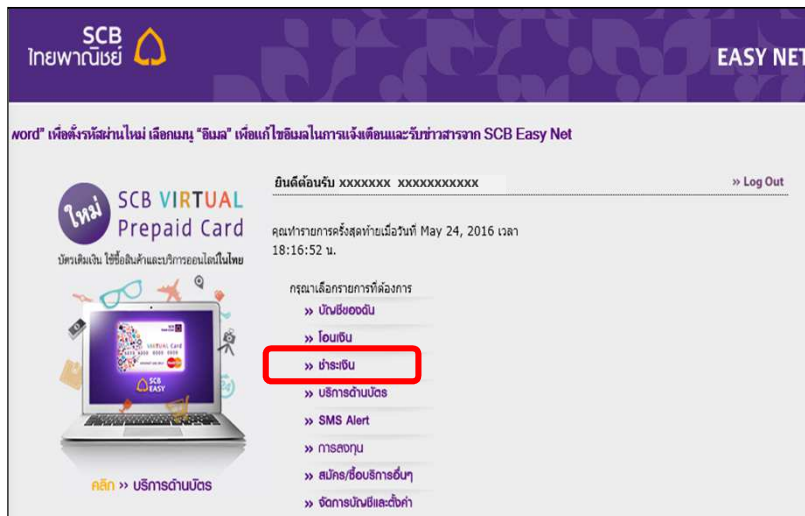 SCB
ไทยพาณิชย์
EASY NET
word" เพื่อตั้งรหัสผ่านใหม่ เลือกเมนู "อีเมล" เพื่อแก้ไขอีเมลในการแจ้งเตือนและรับข่าวสารจาก SCB Easy Net
ยินดีต้อนรับ xxxxxxx xxxxxxxxxxx
» Log Out
ใหม่
SCB VIRTUAL
Prepaid Card
บัตรเติมเงิน ใช้ซื้อสินค้าและบริการออนไลน์ในไทย
VIRTUAL Card
SCB
EASY
คลิก » บริการด้านบัตร
คุณทำรายการครั้งสุดท้ายเมื่อวันที่ May 24, 2016 เวลา
18:16:52 น.
กรุณาเลือกรายการที่ต้องการ
» บัญชีของฉัน
» โอนเงิน
» ชำระเงิน
» บริการด้านบัตร
» SMS Alert
» การลงทุน
» สมัคร/ซื้อบริการอื่นๆ
» จัดการบัญชีและตั้งค่า